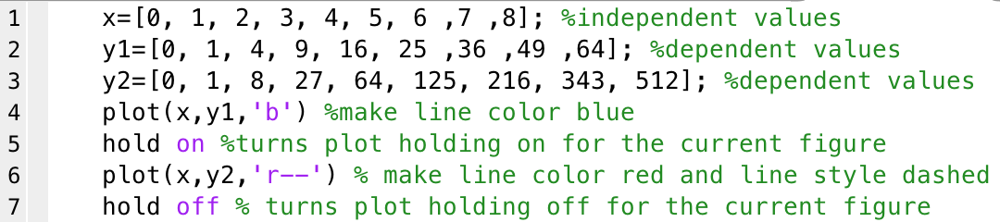 1 x=[0, 1, 2, 3, 4, 5, 6 ,7 ,8]; %independent values
2 y1=[0, 1, 4, 9, 16, 25 ,36 ,49 ,64]; %dependent values
3 y2=[0, 1, 8, 27, 64, 125, 216, 343, 512]; %dependent values
4 plot(x,y1,'b') %make line color blue
5 hold on %turns plot holding on for the current figure
6 plot(x,y2,'r--') % make line color red and line style dashed
7 hold off % turns plot holding off for the current figure